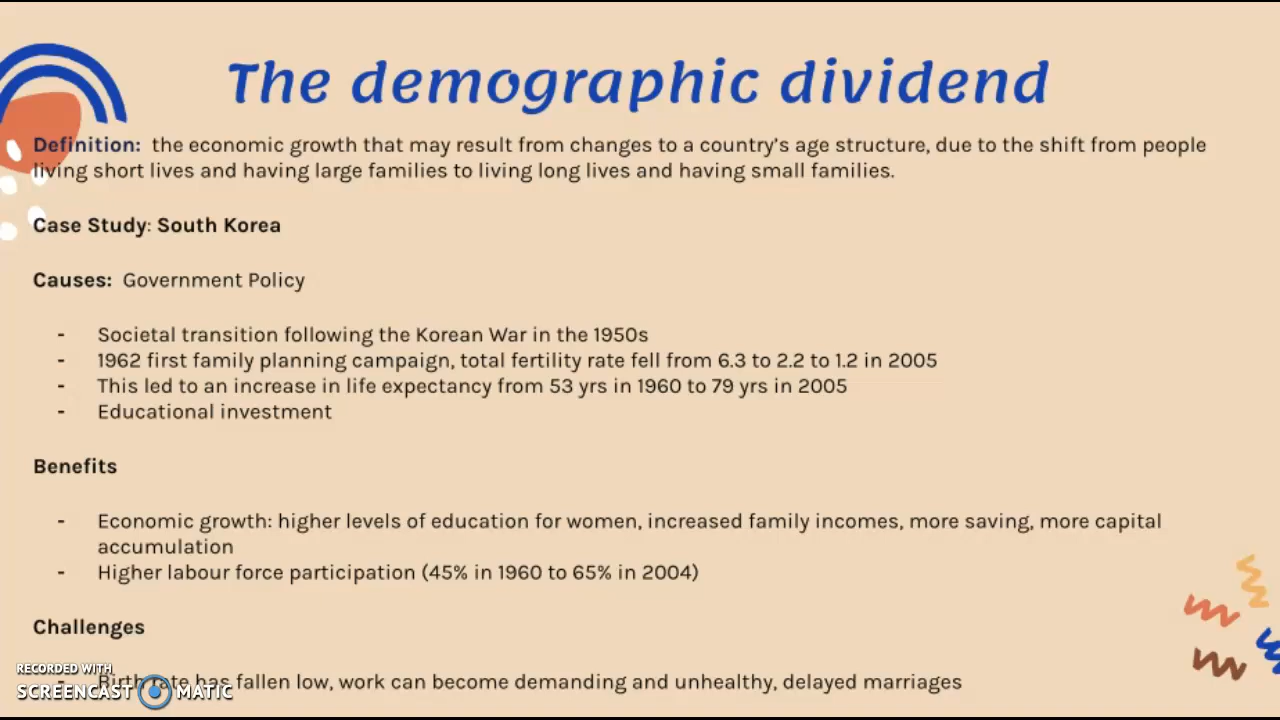 The demographic dividend
Definition: the economic growth that may result from changes to a country's age structure, due to the shift from people
living short lives and having large families to living long lives and having small families.
Case Study: South Korea
Causes: Government Policy
- Societal transition following the Korean War in the 1950s
- 1962 first family planning campaign, total fertility rate fell from 6.3 to 2.2 to 1.2 in 2005
- This led to an increase in life expectancy from 53 yrs in 1960 to 79 yrs in 2005
- Educational investment
Benefits
- Economic growth: higher levels of education for women, increased family incomes, more saving, more capital
accumulation
- Higher labour force participation (45% in 1960 to 65% in 2004)
Challenges
- Birth rate has fallen low, work can become demanding and unhealthy, delayed marriages
RECORDED WITH
SCREENCAST MATIC